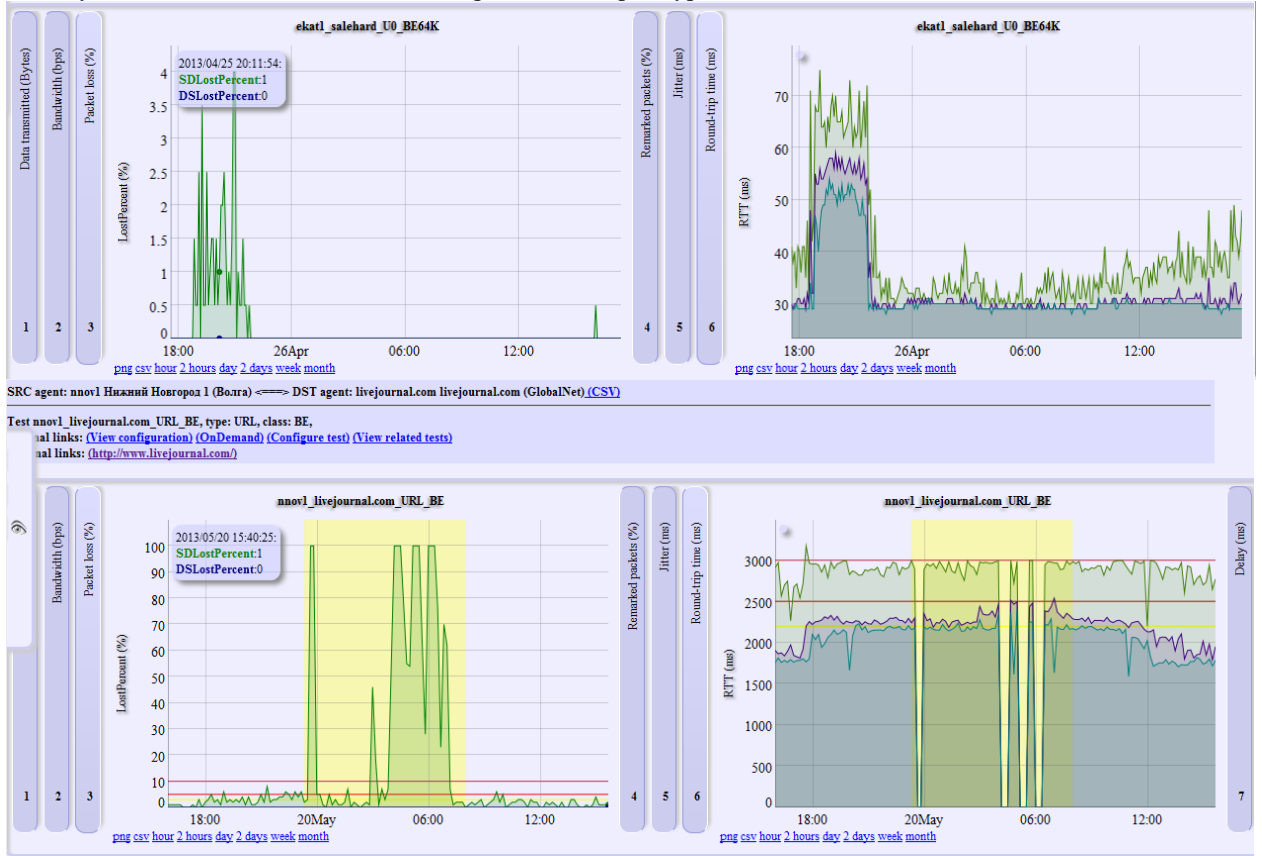 ekat1_salehard_U0_BE64K
Data transmitted (Bytes)
1
Bandwidth (bps)
2
Packet loss (%)
3
2013/04/25 20:11:54:
SDLostPercent:1
DSLostPercent:0
LostPercent (%)
4
3.5
3
2.5
2
1.5
1
0.5
0
18:00 26Apr 06:00 12:00
png csv hour 2 hours day 2 days week month
Remarked packets (%)
4
Jitter (ms)
5
Round-trip time (ms)
6
ekat1_salehard_U0_BE64K
RTT (ms)
70
60
50
40
30
18:00 26Apr 06:00 12:00
png csv hour 2 hours day 2 days week month
SRC agent: nnov1 Нижний Новгород 1 (Волга) <===> DST agent: livejournal.com livejournal.com (GlobalNet) (CSV)
Test nnov1_livejournal.com_URL_BE, type: URL, class: BE,
nal links: (View configuration) (OnDemand) (Configure test) (View related tests)
nal links: (http://www.livejournal.com/)
nnov1_livejournal.com_URL_BE
1
Bandwidth (bps)
2
Packet loss (%)
3
2013/05/20 15:40:25:
SDLostPercent:1
DSLostPercent:0
LostPercent (%)
100
90
80
70
60
50
40
30
20
10
0
18:00 20May 06:00 12:00
png csv hour 2 hours day 2 days week month
Remarked packets (%)
4
Jitter (ms)
5
Round-trip time (ms)
6
nnov1_livejournal.com_URL_BE
RTT (ms)
3000
2500
2000
1500
1000
500
0
18:00 20May 06:00 12:00
png csv hour 2 hours day 2 days week month
Delay (ms)
7